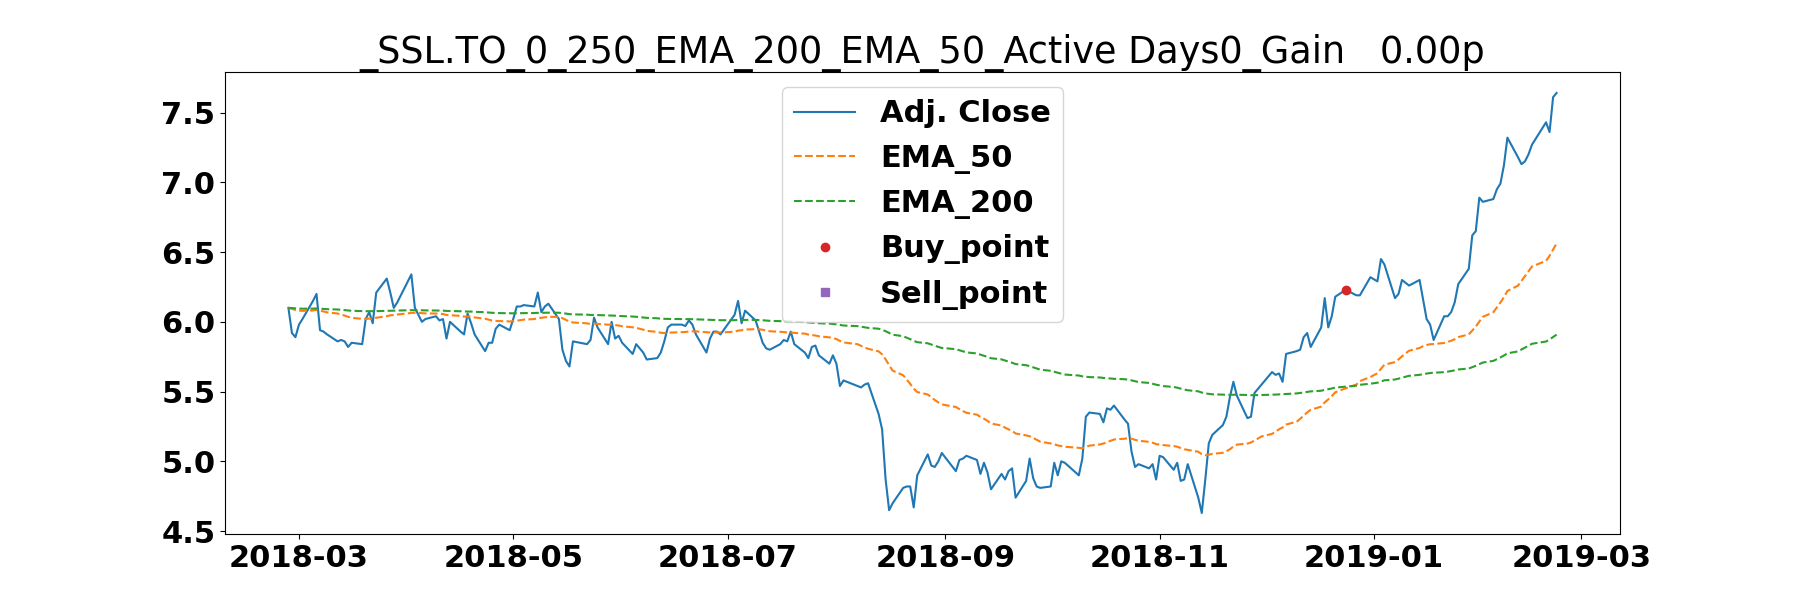 _SSL.TO_0_250_EMA_200_EMA_50_Active Days0_Gain   0.00p
7.5
7.0
6.5
6.0
5.5
5.0
4.5
Adj. Close
EMA_50
EMA_200
Buy_point
Sell_point
2018-03 2018-05 2018-07 2018-09 2018-11 2019-01 2019-03